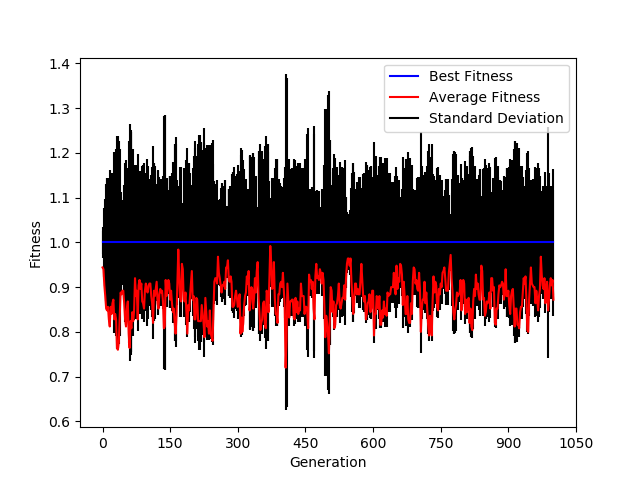 1.4
1.3
1.2
1.1
1.0
0.9
0.8
0.7
0.6
Fitness
Best Fitness
Average Fitness
Standard Deviation
0 150 300 450 600 750 900 1050
Generation